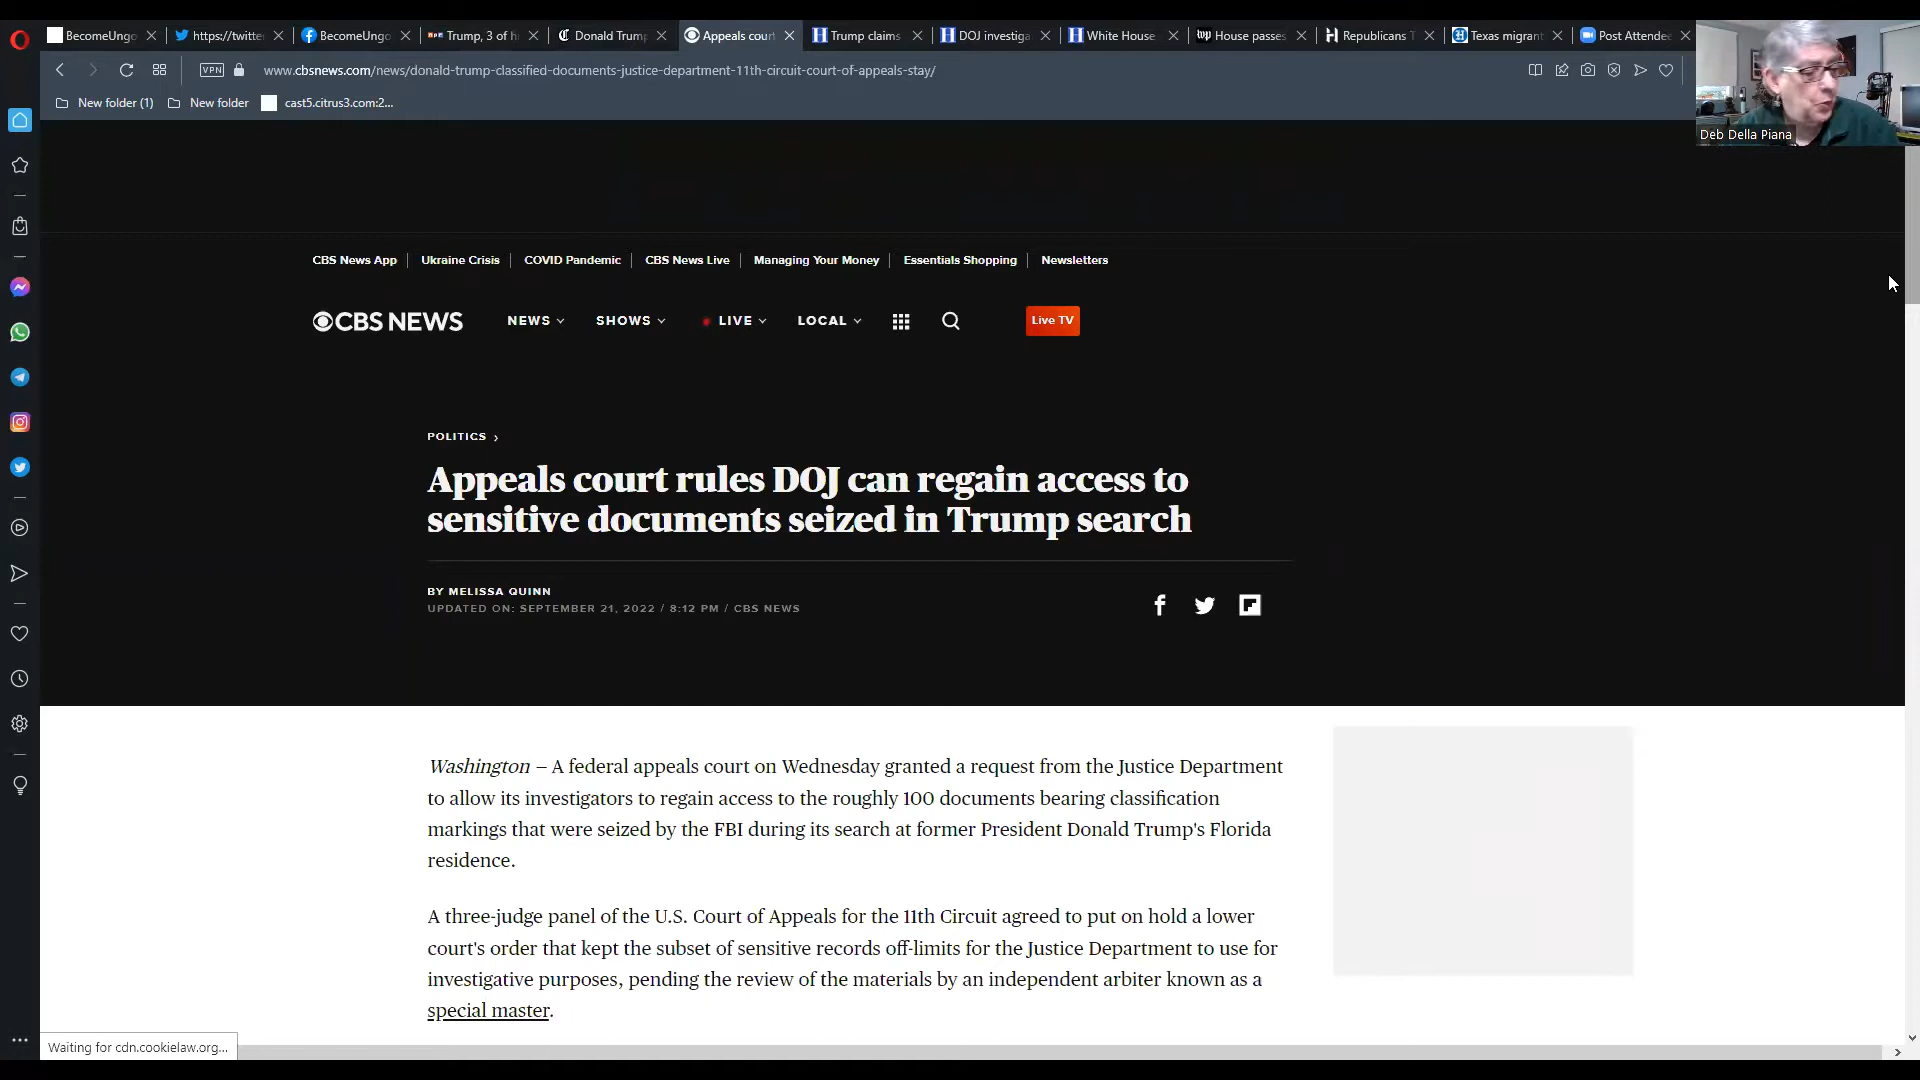 BecomeUngo
https://twitte
BecomeUngo
Trump, 3 of h
Donald Trump
Appeals cour
Trump claims
DOJ investiga
White House
House passes
Republicans T
Texas migrant
Post Attendee
VPN
www.cbsnews.com/news/donald-trump-classified-documents-justice-department-11th-circuit-court-of-appeals-stay/
New folder (1)
New folder
cast5.citrus3.com:2...
Deb Della Piana
CBS News App
Ukraine Crisis
COVID Pandemic
CBS News Live
Managing Your Money
Essentials Shopping
Newsletters
CBS NEWS
NEWS
SHOWS
LIVE
LOCAL
Live TV
POLITICS
Appeals court rules DOJ can regain access to
sensitive documents seized in Trump search
BY MELISSA QUINN
UPDATED ON: SEPTEMBER 21, 2022 / 8:12 PM / CBS NEWS
Washington – A federal appeals court on Wednesday granted a request from the Justice Department
to allow its investigators to regain access to the roughly 100 documents bearing classification
markings that were seized by the FBI during its search at former President Donald Trump's Florida
residence.
A three-judge panel of the U.S. Court of Appeals for the 11th Circuit agreed to put on hold a lower
court's order that kept the subset of sensitive records off-limits for the Justice Department to use for
investigative purposes, pending the review of the materials by an independent arbiter known as a
special master.
Waiting for cdn.cookielaw.org...